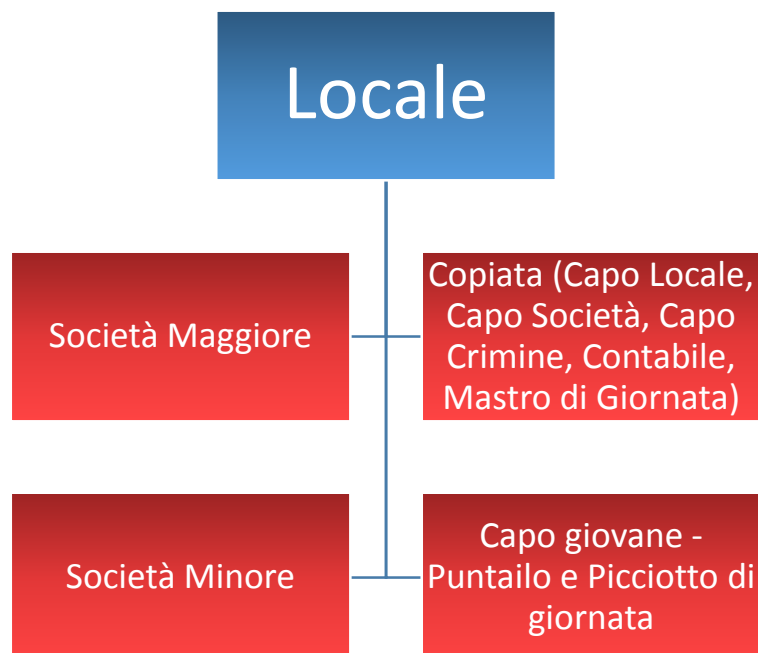 Locale
Società Maggiore
Copiata (Capo Locale,
Capo Società, Capo
Crimine, Contabile,
Mastro di Giornata)
Società Minore
Capo giovane -
Puntailo e Picciotto di
giornata